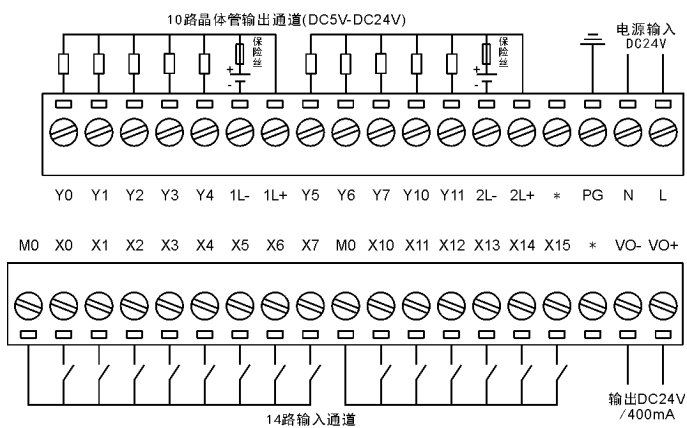 10路晶体管输出通道(DC5V-DC24V)
保险丝
保险丝
电源输入
DC24V
+
-
+
-
Y0 Y1 Y2 Y3 Y4 1L- 1L+ Y5 Y6 Y7 Y10 Y11 2L- 2L+ * PG N L
M0 X0 X1 X2 X3 X4 X5 X6 X7 M0 X10 X11 X12 X13 X14 X15 * VO- VO+
14路输入通道
输出DC24V
/400mA